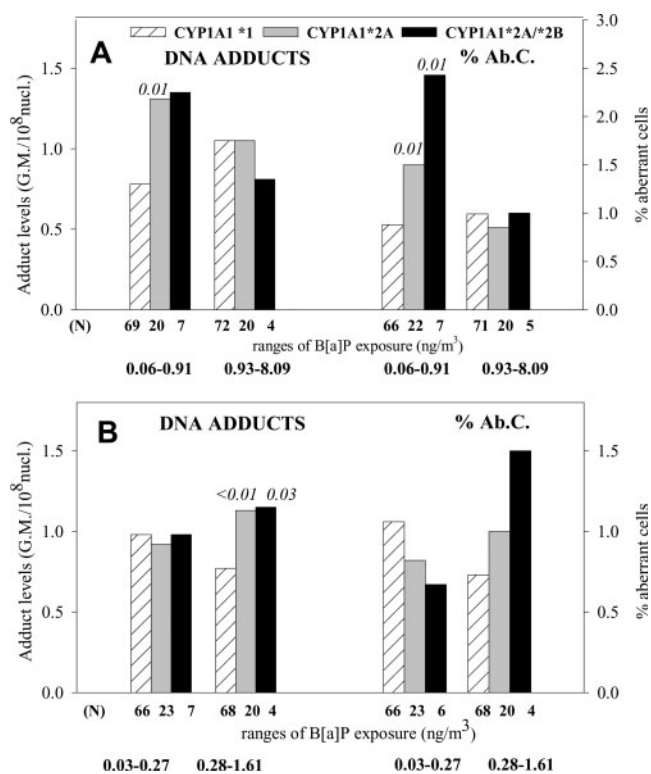 CYP1A1 *1 CYP1A1*2A CYP1A1*2A/*2B
A DNA ADDUCTS % Ab.C.
Adduct levels (G.M./10⁸nucl.)
1.5
1.0
0.5
0.0
0.01
0.01
0.01
3.0
2.5
2.0
1.5
1.0
0.5
0.0
% aberrant cells
(N) 69 20 7 72 20 4 66 22 7 71 20 5
ranges of B[a]P exposure (ng/m³)
0.06-0.91 0.93-8.09 0.06-0.91 0.93-8.09
B DNA ADDUCTS % Ab.C.
Adduct levels (G.M./10⁸nucl.)
1.5
1.0
0.5
0.0
<0.01 0.03
1.5
1.0
0.5
0.0
% aberrant cells
(N) 66 23 7 68 20 4 66 23 6 68 20 4
ranges of B[a]P exposure (ng/m³)
0.03-0.27 0.28-1.61 0.03-0.27 0.28-1.61